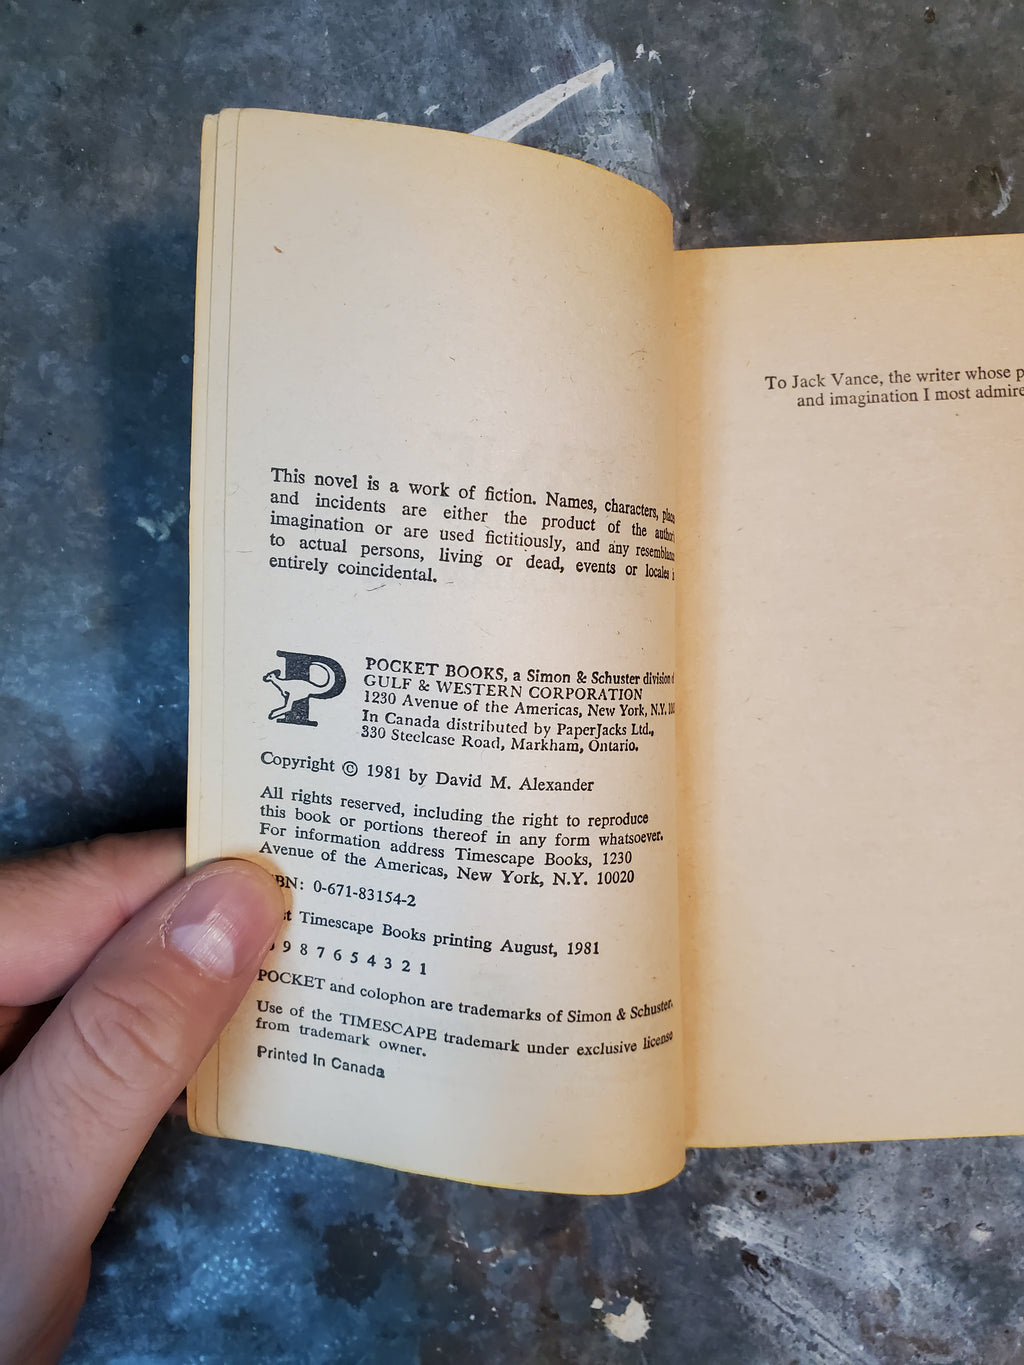 This novel is a work of fiction. Names, characters,
and incidents are either the product of the
imagination or are used fictitiously, and any
to actual persons, living or dead, events or locales
entirely coincidental.
P
POCKET BOOKS, a Simon & Schuster division
GULF & WESTERN CORPORATION
1230 Avenue of the Americas, New York, N.Y.
In Canada distributed by PaperJacks Ltd.,
330 Steelcase Road, Markham, Ontario.
Copyright © 1981 by David M. Alexander
All rights reserved, including the right to reproduce
this book or portions thereof in any form whatsoever.
For information address Timescape Books, 1230
Avenue of the Americas, New York, N.Y. 10020
0-671-83154-2
Timescape Books printing August, 1981
9 8 7 6 5 4 3 2 1
POCKET and colophon are trademarks of Simon & Schuster.
Use of the TIMESCAPE trademark under exclusive license
from trademark owner.
Printed In Canada
To Jack Vance, the writer whose
and imagination I most admire